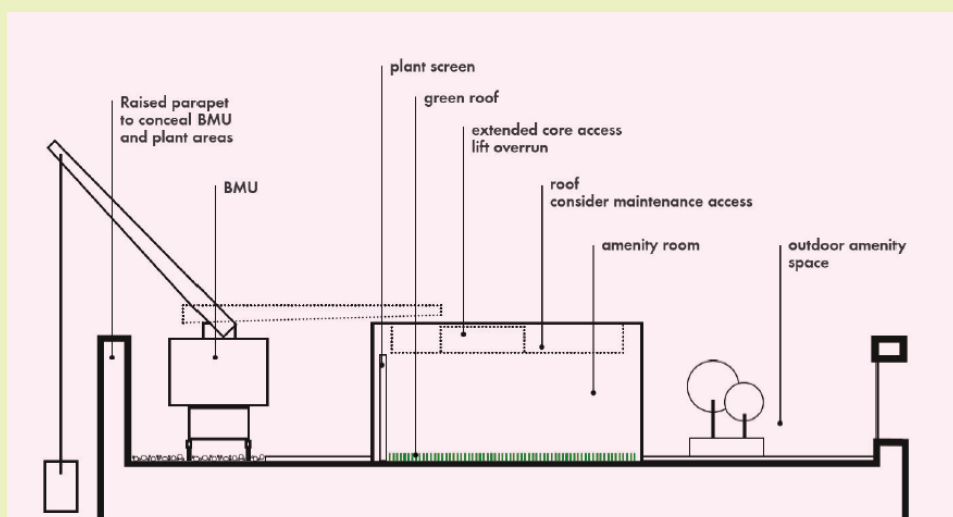 plant screen
green roof
Raised parapet
to conceal BMU
and plant areas
extended core access
lift overrun
BMU
roof
consider maintenance access
amenity room
outdoor amenity
space